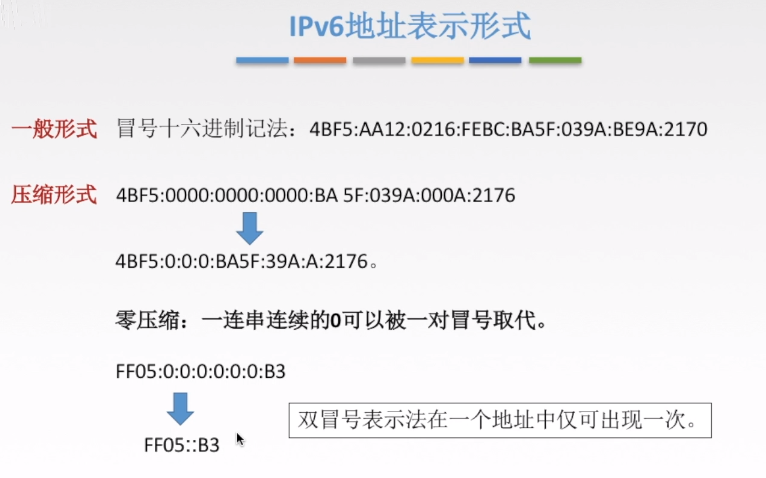 IPv6地址表示形式
一般形式 冒号十六进制记法：4BF5:AA12:0216:FEBC:BA5F:039A:BE9A:2170
压缩形式 4BF5:0000:0000:0000:BA 5F:039A:000A:2176
4BF5:0:0:0:BA5F:39A:A:2176。
零压缩：一连串连续的0可以被一对冒号取代。
FF05:0:0:0:0:0:0:B3
双冒号表示法在一个地址中仅可出现一次。
FF05::B3